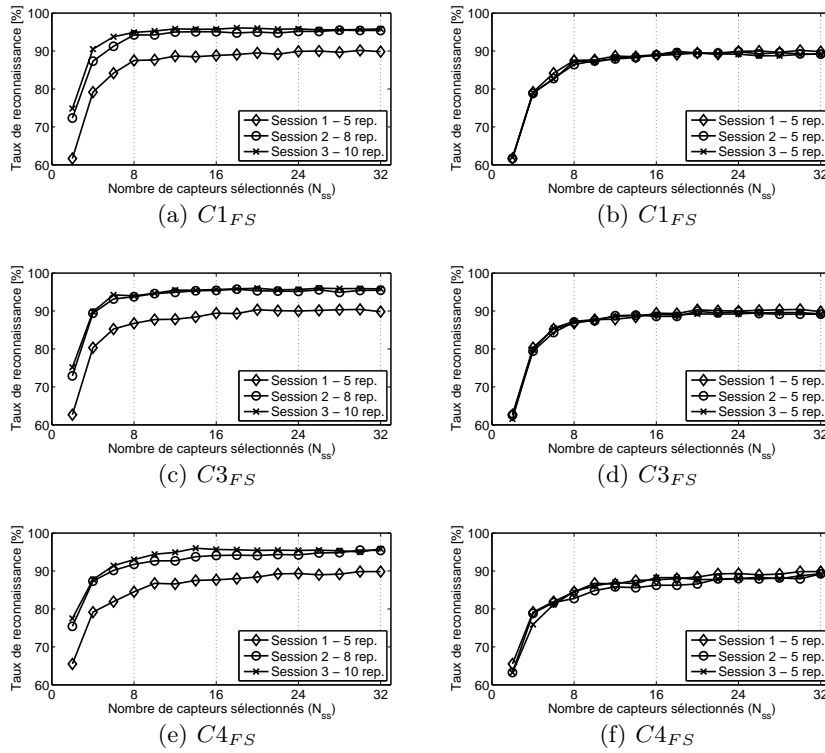 Taux de reconnaissance [%]
100
90
80
70
60
0
8
16
24
32
Session 1 – 5 rep.
Session 2 – 8 rep.
Session 3 – 10 rep.
Nombre de capteurs sélectionnés (N_ss)
(a) C1_FS
Taux de reconnaissance [%]
100
90
80
70
60
0
8
16
24
32
Session 1 – 5 rep.
Session 2 – 5 rep.
Session 3 – 5 rep.
Nombre de capteurs sélectionnés (N_ss)
(b) C1_FS
Taux de reconnaissance [%]
100
90
80
70
60
0
8
16
24
32
Session 1 – 5 rep.
Session 2 – 8 rep.
Session 3 – 10 rep.
Nombre de capteurs sélectionnés (N_ss)
(c) C3_FS
Taux de reconnaissance [%]
100
90
80
70
60
0
8
16
24
32
Session 1 – 5 rep.
Session 2 – 5 rep.
Session 3 – 5 rep.
Nombre de capteurs sélectionnés (N_ss)
(d) C3_FS
Taux de reconnaissance [%]
100
90
80
70
60
0
8
16
24
32
Session 1 – 5 rep.
Session 2 – 8 rep.
Session 3 – 10 rep.
Nombre de capteurs sélectionnés (N_ss)
(e) C4_FS
Taux de reconnaissance [%]
100
90
80
70
60
0
8
16
24
32
Session 1 – 5 rep.
Session 2 – 5 rep.
Session 3 – 5 rep.
Nombre de capteurs sélectionnés (N_ss)
(f) C4_FS